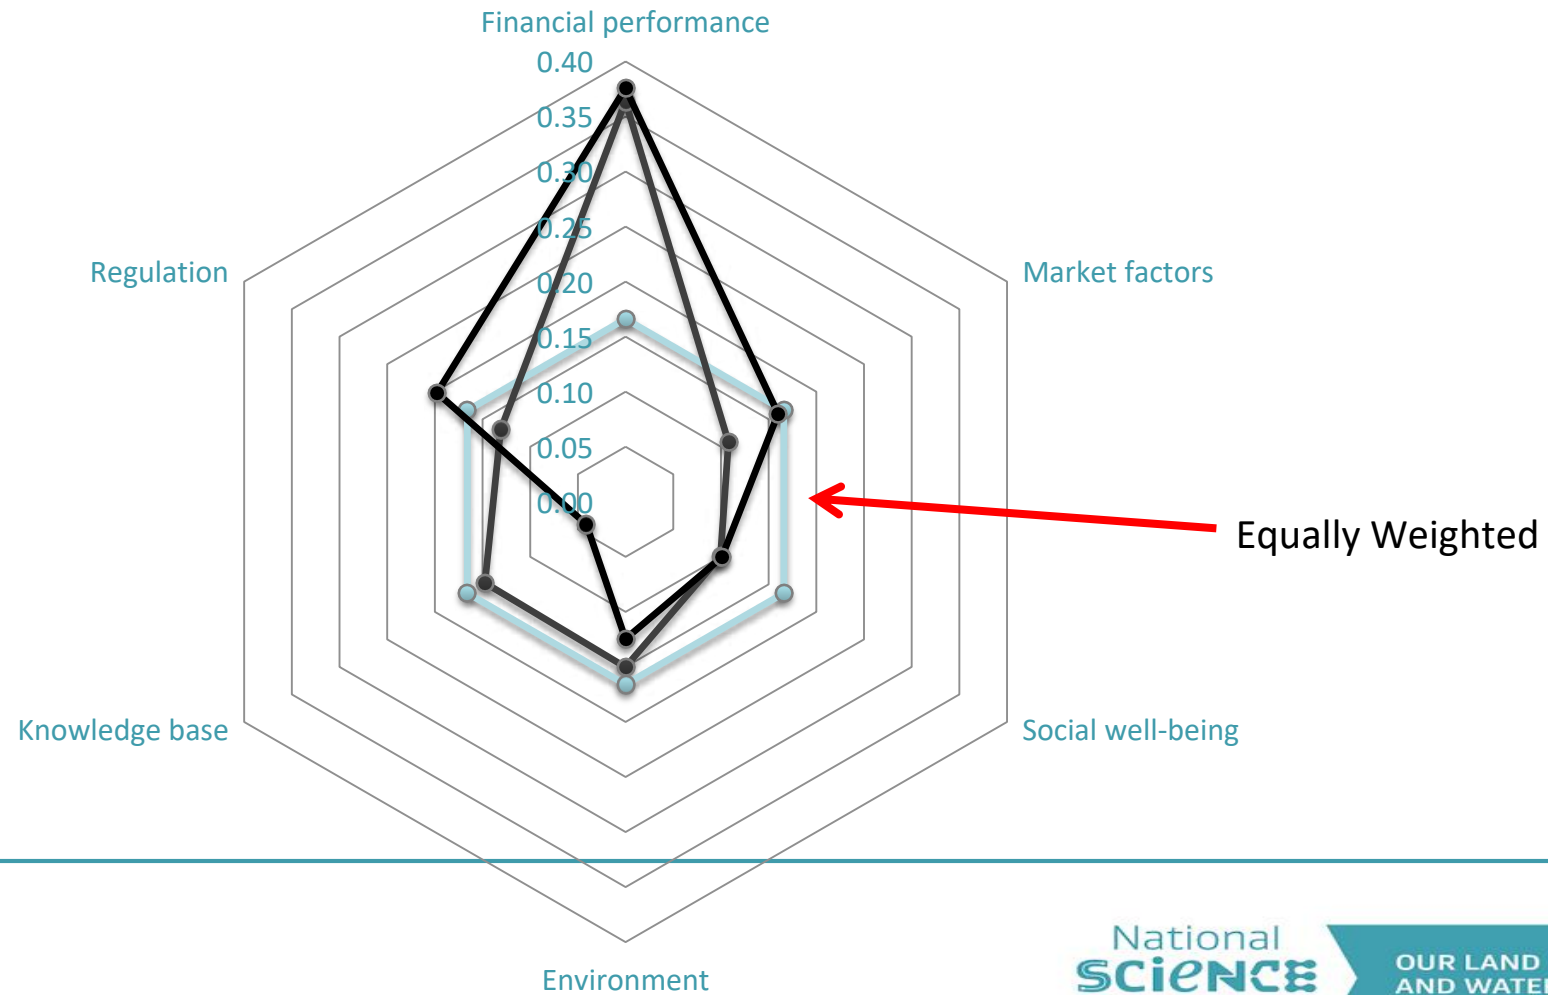 Financial performance
0.40
0.35
0.30
0.25
0.20
0.15
0.10
0.05
0.00
Regulation
Market factors
Equally Weighted
Knowledge base
Social well-being
Environment
National
SCIENCE
OUR LAND
AND WATER